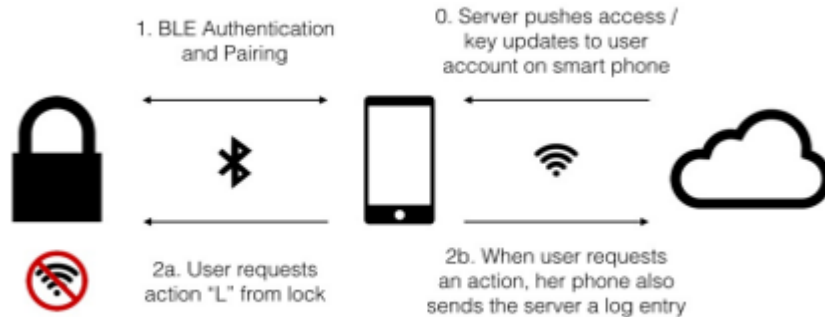 1. BLE Authentication
and Pairing
0. Server pushes access /
key updates to user
account on smart phone
2a. User requests
action "L" from lock
2b. When user requests
an action, her phone also
sends the server a log entry